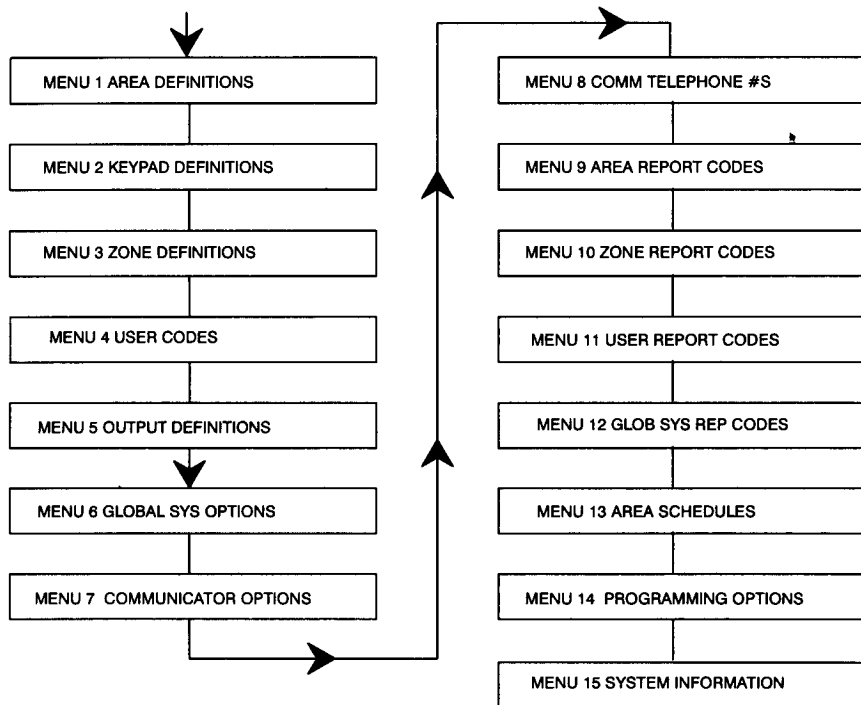 MENU 1 AREA DEFINITIONS
MENU 2 KEYPAD DEFINITIONS
MENU 3 ZONE DEFINITIONS
MENU 4 USER CODES
MENU 5 OUTPUT DEFINITIONS
MENU 6 GLOBAL SYS OPTIONS
MENU 7 COMMUNICATOR OPTIONS
MENU 8 COMM TELEPHONE #S
MENU 9 AREA REPORT CODES
MENU 10 ZONE REPORT CODES
MENU 11 USER REPORT CODES
MENU 12 GLOB SYS REP CODES
MENU 13 AREA SCHEDULES
MENU 14 PROGRAMMING OPTIONS
MENU 15 SYSTEM INFORMATION